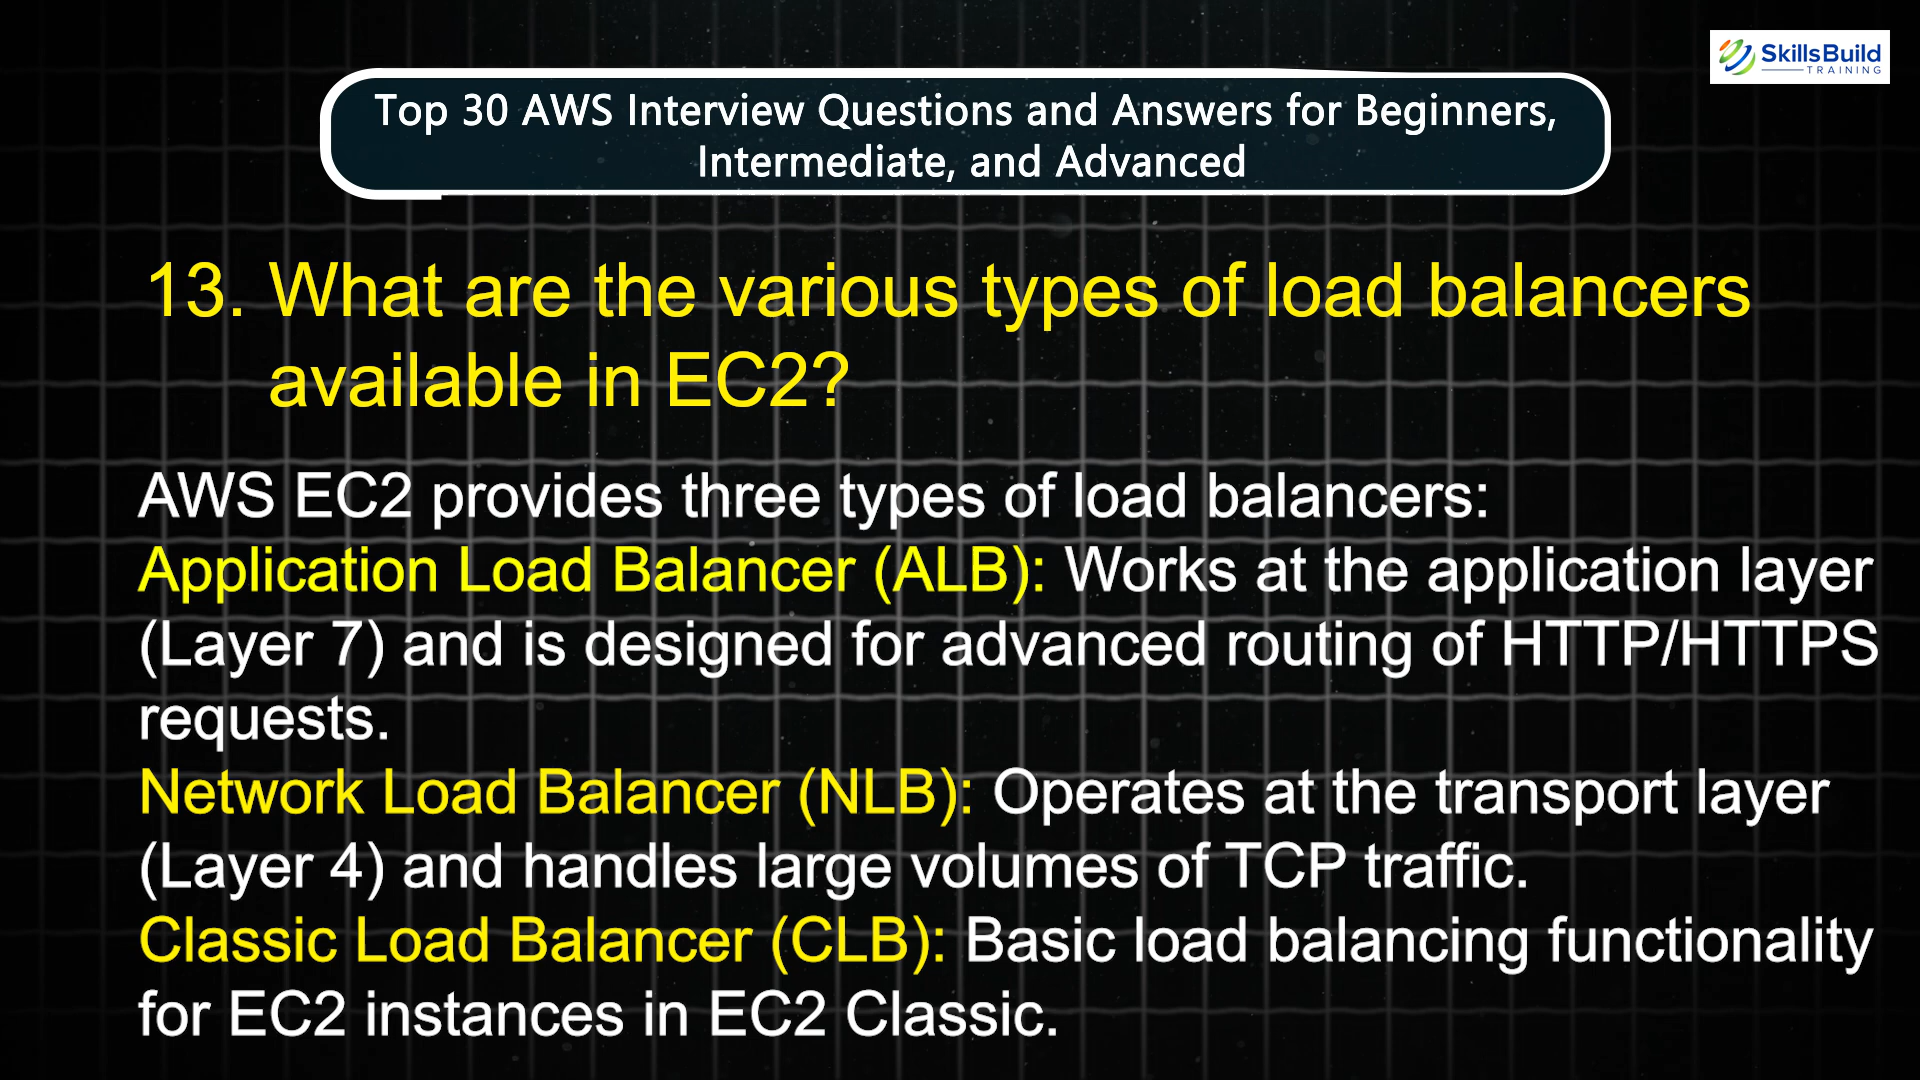 SkillsBuild
TRAINING
Top 30 AWS Interview Questions and Answers for Beginners,
Intermediate, and Advanced
13. What are the various types of load balancers
available in EC2?
AWS EC2 provides three types of load balancers:
Application Load Balancer (ALB): Works at the application layer
(Layer 7) and is designed for advanced routing of HTTP/HTTPS
requests.
Network Load Balancer (NLB): Operates at the transport layer
(Layer 4) and handles large volumes of TCP traffic.
Classic Load Balancer (CLB): Basic load balancing functionality
for EC2 instances in EC2 Classic.